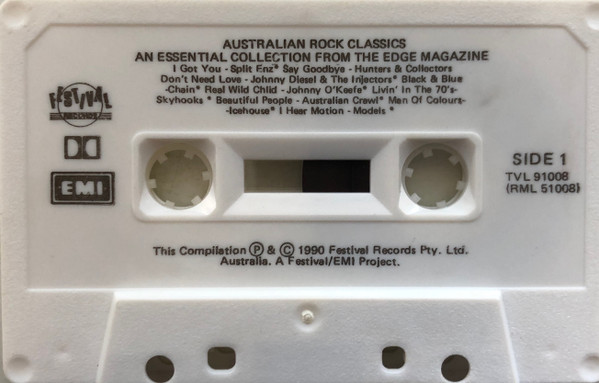 AUSTRALIAN ROCK CLASSICS
AN ESSENTIAL COLLECTION FROM THE EDGE MAGAZINE
I Got You - Split Enz* Say Goodbye - Hunters & Collectors
Don't Need Love - Johnny Diesel & The Injectors* Black & Blue
-Chain* Real Wild Chlid - Johnny O'Keefe* Livin' In The 70's-
Skyhooks * Beautiful People - Australian Crawl* Man Of Colours-
-Icehouse* I Hear Motion - Models *
FESTIVAL
EMI
SIDE 1
TVL 91008
(RML 51008)
This Compilation Ⓟ & © 1990 Festival Records Pty. Ltd.
Australia. A Festival/EMI Project.